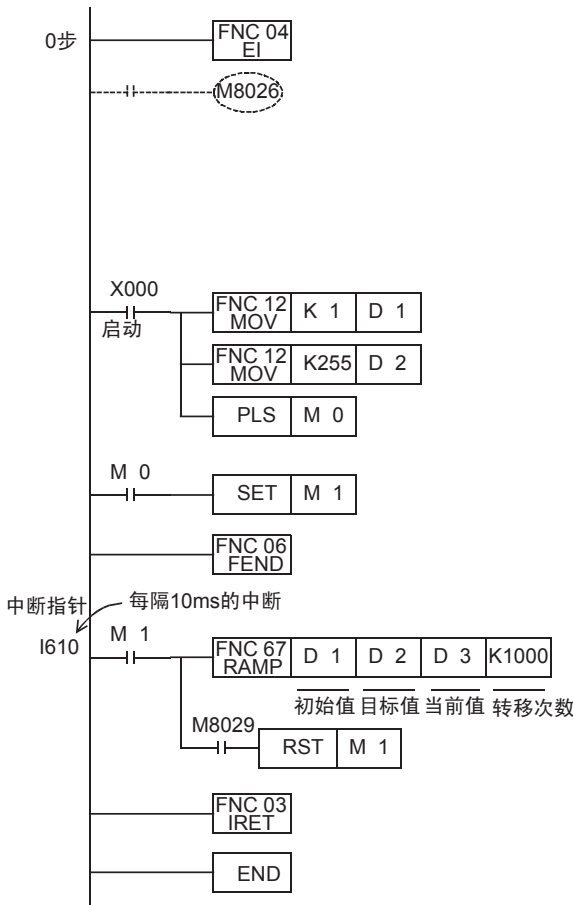 0步
FNC 04
EI
M8026
X000
启动
FNC 12
MOV
K 1
D 1
FNC 12
MOV
K255
D 2
PLS
M 0
M 0
SET
M 1
FNC 06
FEND
中断指针
每隔10ms的中断
I610
M 1
FNC 67
RAMP
D 1
D 2
D 3
K1000
初始值
目标值
当前值
转移次数
M8029
RST
M 1
FNC 03
IRET
END